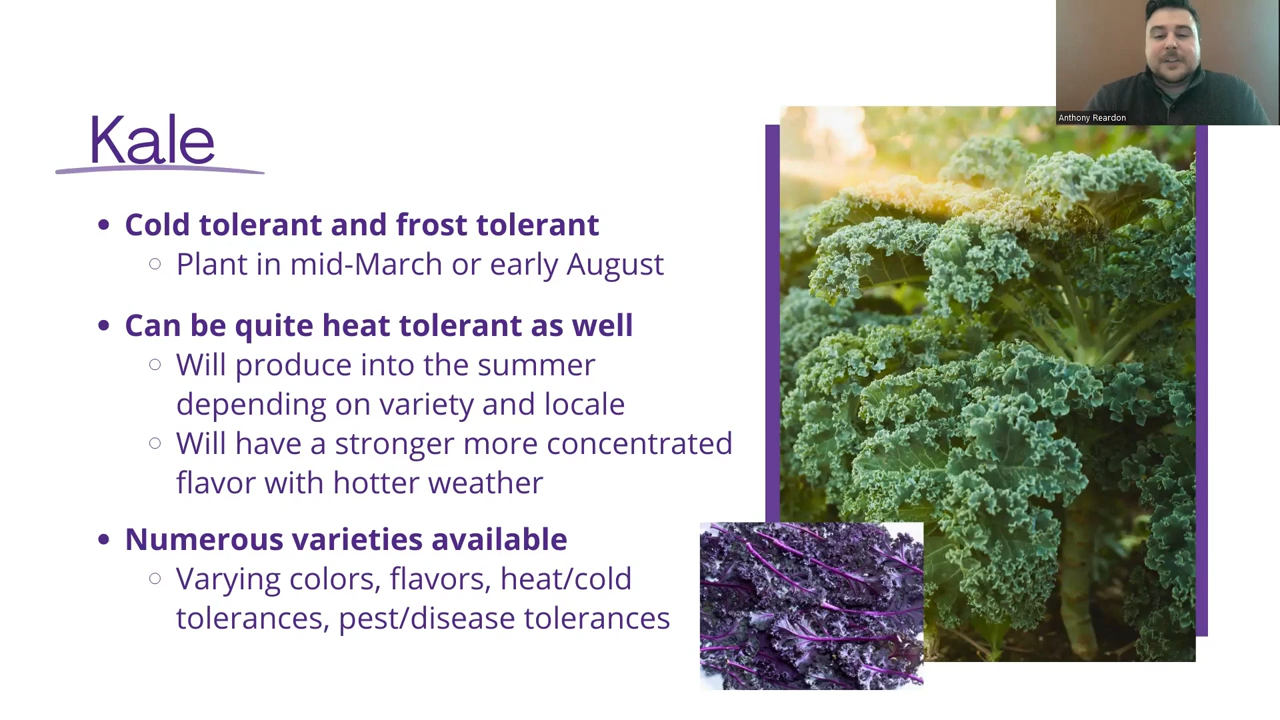 Anthony Reardon
Kale
• Cold tolerant and frost tolerant
○ Plant in mid-March or early August
• Can be quite heat tolerant as well
○ Will produce into the summer
depending on variety and locale
○ Will have a stronger more concentrated
flavor with hotter weather
• Numerous varieties available
○ Varying colors, flavors, heat/cold
tolerances, pest/disease tolerances